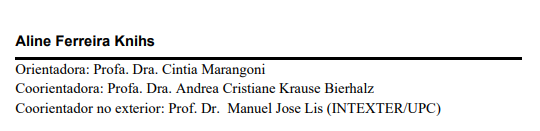 Aline Ferreira Knihs
Orientadora: Profa. Dra. Cintia Marangoni
Coorientadora: Profa. Dra. Andrea Cristiane Krause Bierhalz
Coorientador no exterior: Prof. Dr.  Manuel Jose Lis (INTEXTER/UPC)